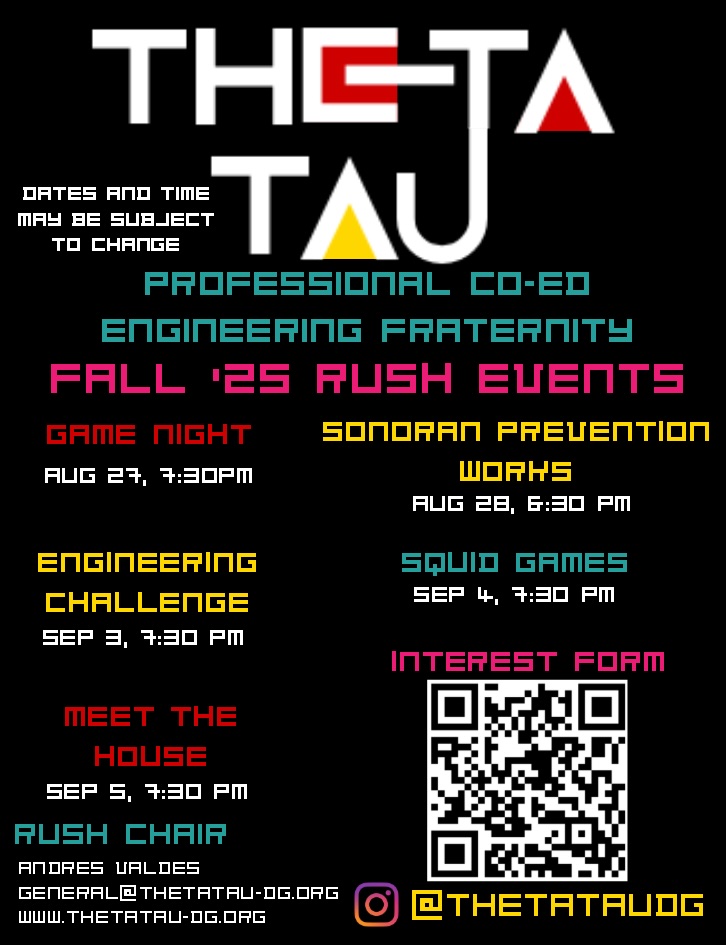 THETA
TAU
DATES AND TIME
MAY BE SUBJECT
TO CHANGE
PROFESSIONAL CO-ED
ENGINEERING FRATERNITY
FALL '25 RUSH EVENTS
GAME NIGHT
AUG 27, 7:30PM
SONORAN PREVENTION
WORKS
AUG 28, 6:30 PM
ENGINEERING
CHALLENGE
SEP 3, 7:30 PM
SQUID GAMES
SEP 4, 7:30 PM
MEET THE
HOUSE
SEP 5, 7:30 PM
INTEREST FORM
RUSH CHAIR
ANDRES VALDES
GENERAL@THETATAU-DG.ORG
WWW.THETATAU-DG.ORG
@THETATAUDG